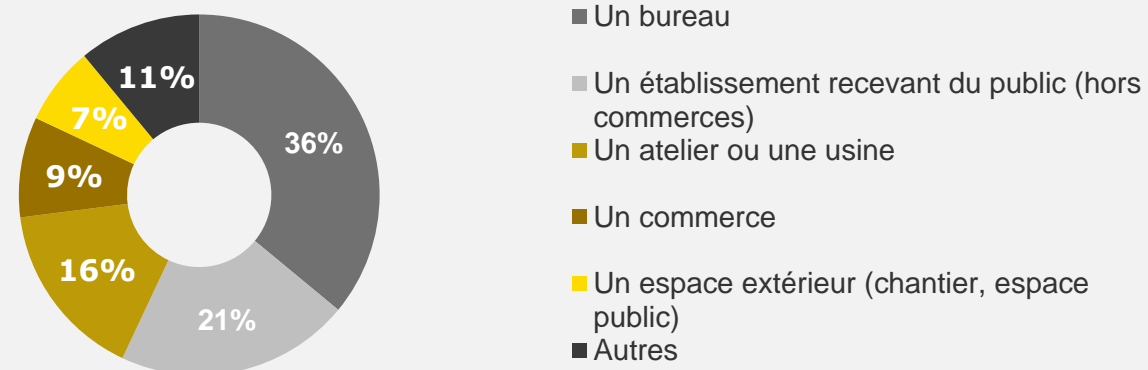 36%
21%
16%
9%
7%
11%
Un bureau
Un établissement recevant du public (hors
commerces)
Un atelier ou une usine
Un commerce
Un espace extérieur (chantier, espace
public)
Autres